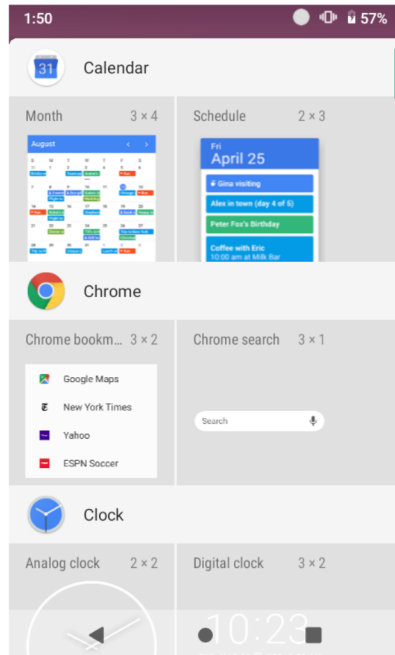 1:50 57%
31 Calendar
Month 3 × 4 Schedule 2 × 3
August
Fri
April 25
Gina visiting
Alex in town (day 4 of 5)
Peter Fox's Birthday
Coffee with Eric
10:00 am at Milk Bar
Chrome
Chrome bookm... 3 × 2 Chrome search 3 × 1
Google Maps
New York Times
Yahoo
ESPN Soccer
Search
Clock
Analog clock 2 × 2 Digital clock 3 × 2
10:23